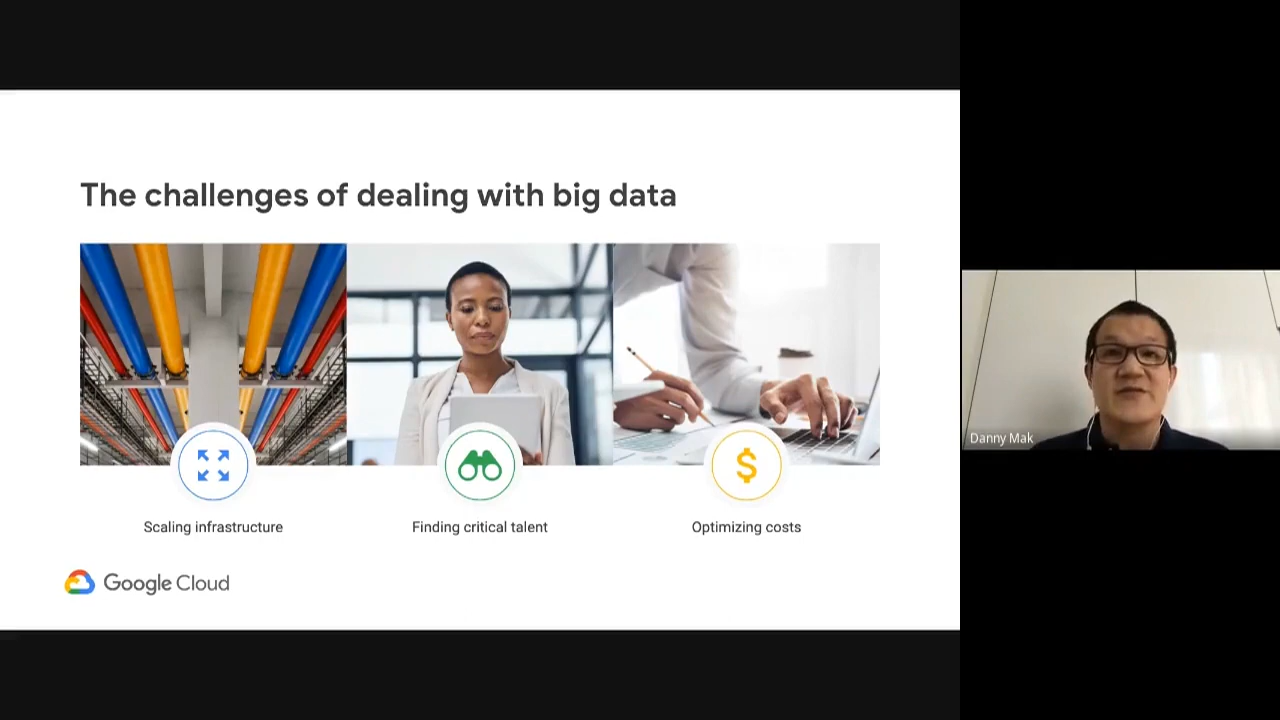 The challenges of dealing with big data
Scaling infrastructure
Finding critical talent
$
Optimizing costs
Google Cloud
Danny Mak